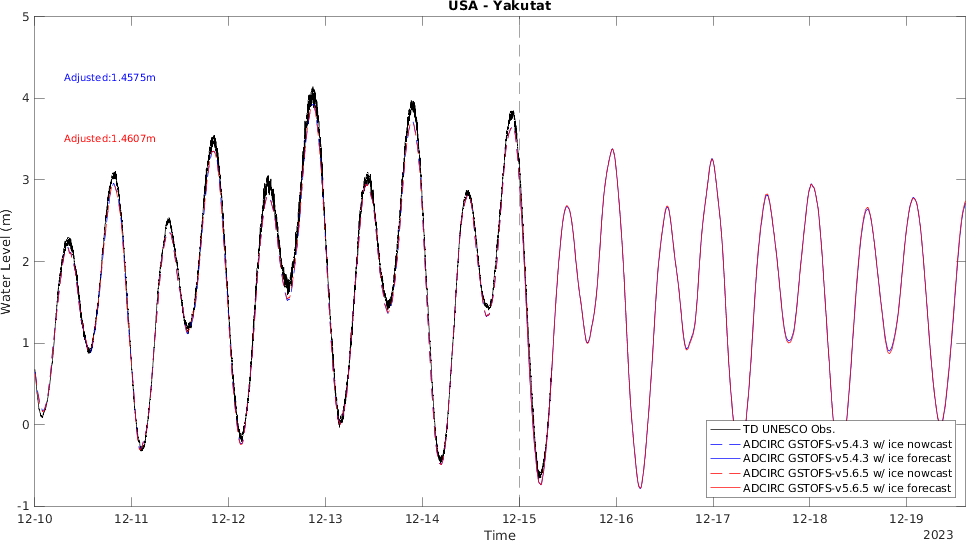 USA - Yakutat
Water Level (m)
5
4
3
2
1
0
-1
Adjusted:1.4575m
Adjusted:1.4607m
TD UNESCO Obs.
ADCIRC GSTOFS-v5.4.3 w/ ice nowcast
ADCIRC GSTOFS-v5.4.3 w/ ice forecast
ADCIRC GSTOFS-v5.6.5 w/ ice nowcast
ADCIRC GSTOFS-v5.6.5 w/ ice forecast
12-10 12-11 12-12 12-13 12-14 12-15 12-16 12-17 12-18 12-19
Time
2023